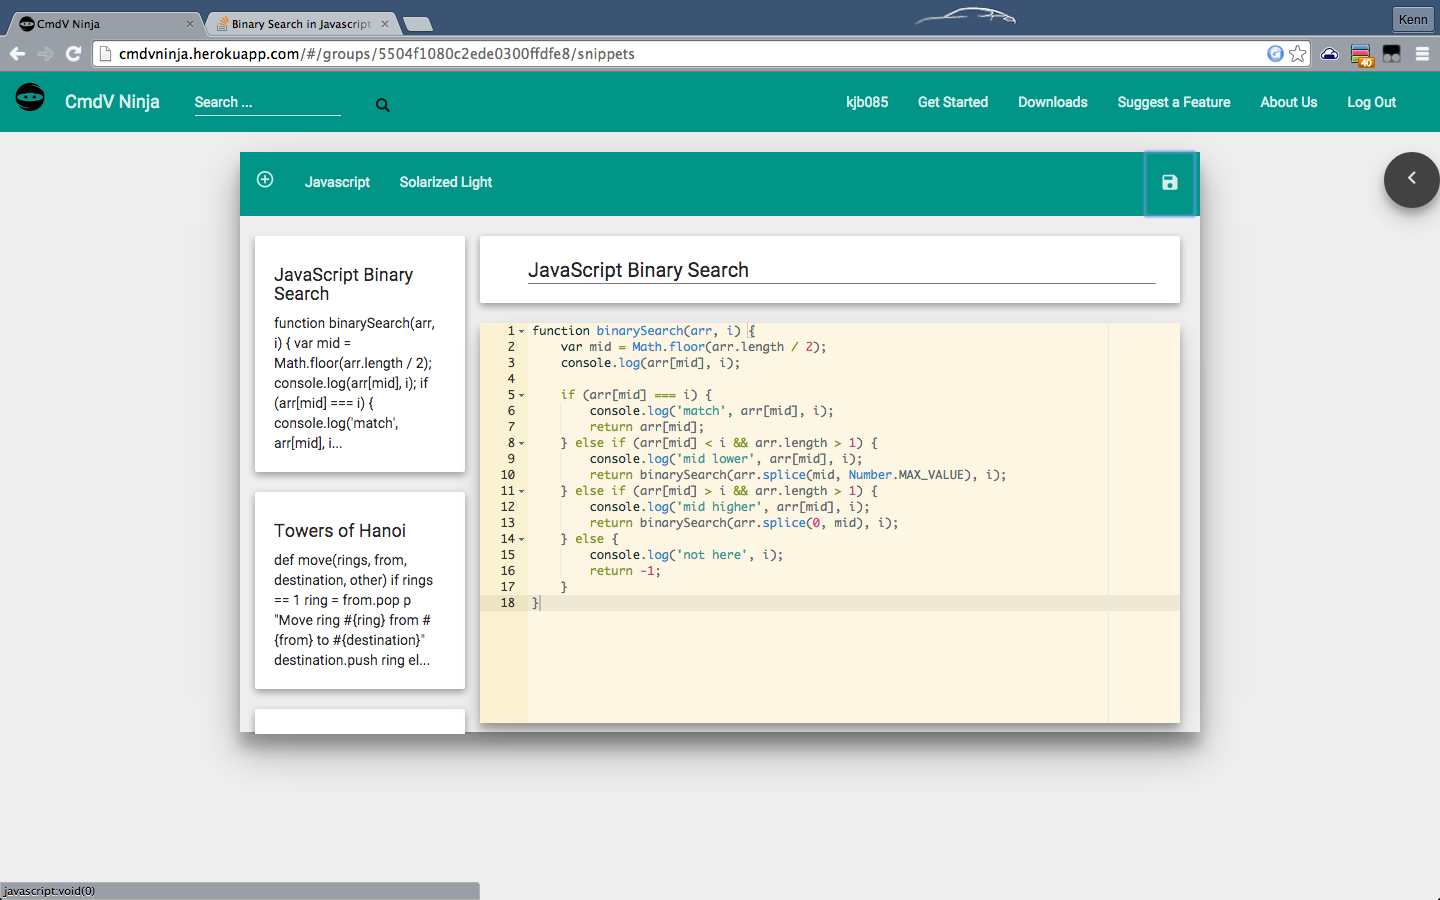 CmdV Ninja
Binary Search in Javascript
Kenn
cmdvninja.herokuapp.com/#/groups/5504f1080c2ede0300ffdfe8/snippets
40
CmdV Ninja
Search ...
kjb085
Get Started
Downloads
Suggest a Feature
About Us
Log Out
Javascript
Solarized Light
JavaScript Binary
Search
function binarySearch(arr,
i) { var mid =
Math.floor(arr.length / 2);
console.log(arr[mid], i); if
(arr[mid] === i) {
console.log('match',
arr[mid], i...
Towers of Hanoi
def move(rings, from,
destination, other) if rings
== 1 ring = from.pop p
"Move ring #{ring} from #
{from} to #{destination}"
destination.push ring el...
JavaScript Binary Search
1 function binarySearch(arr, i) {
2     var mid = Math.floor(arr.length / 2);
3     console.log(arr[mid], i);
4
5     if (arr[mid] === i) {
6         console.log('match', arr[mid], i);
7         return arr[mid];
8     } else if (arr[mid] < i && arr.length > 1) {
9         console.log('mid lower', arr[mid], i);
10         return binarySearch(arr.splice(mid, Number.MAX_VALUE), i);
11     } else if (arr[mid] > i && arr.length > 1) {
12         console.log('mid higher', arr[mid], i);
13         return binarySearch(arr.splice(0, mid), i);
14     } else {
15         console.log('not here', i);
16         return -1;
17     }
18 }
javascript:void(0)